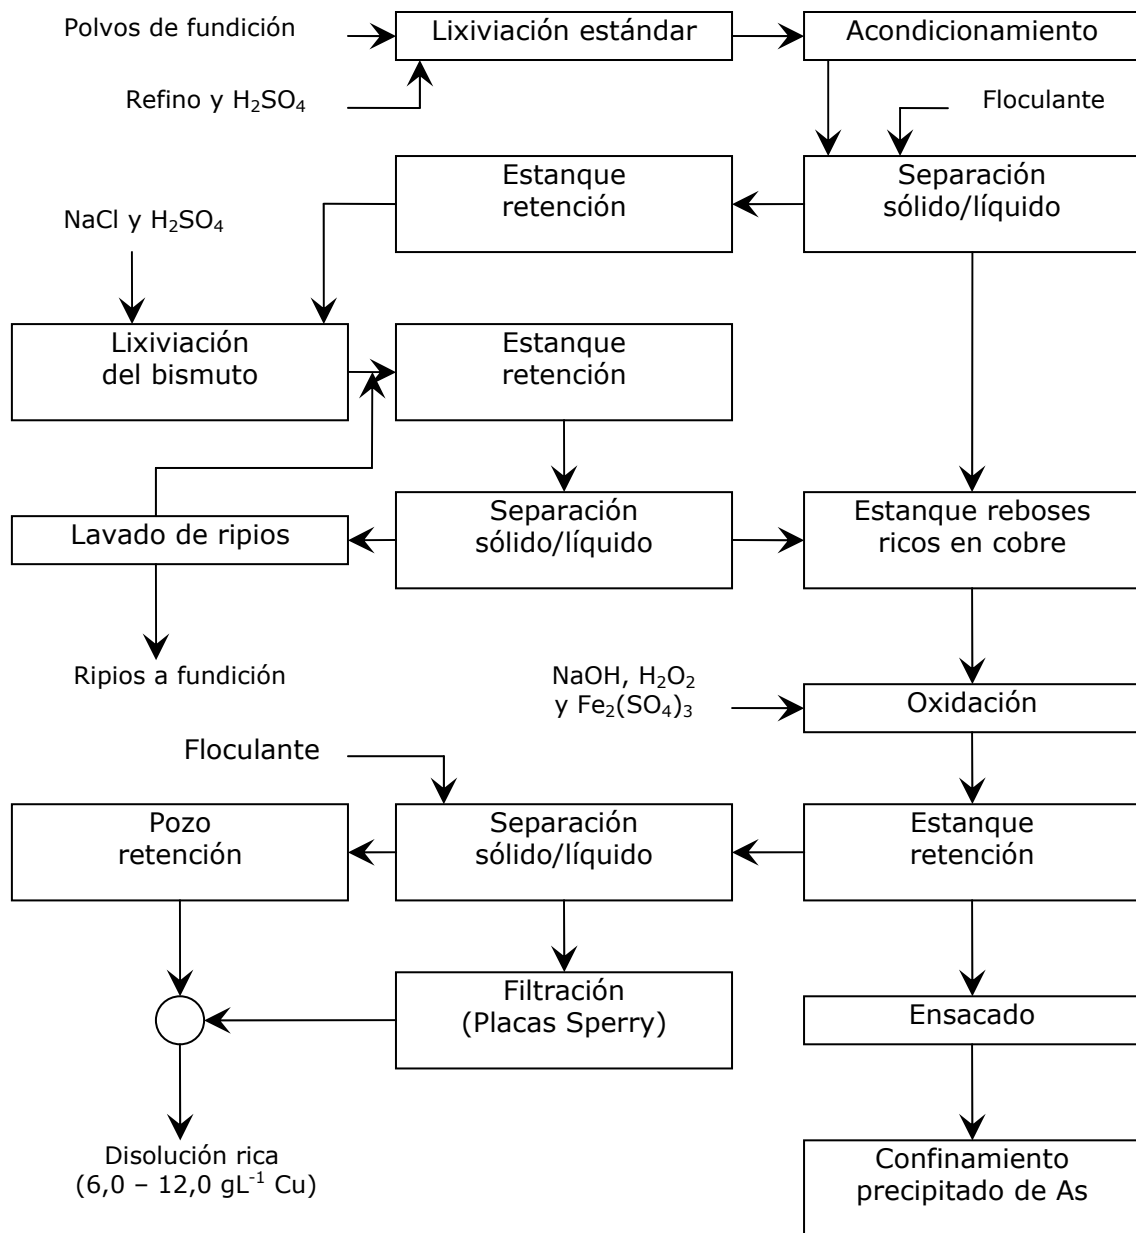 Polvos de fundición
Lixiviación estándar
Acondicionamiento
Refino y H₂SO₄
Floculante
Estanque
retención
Separación
sólido/líquido
NaCl y H₂SO₄
Lixiviación
del bismuto
Estanque
retención
Lavado de ripios
Separación
sólido/líquido
Estanque reboses
ricos en cobre
Ripios a fundición
NaOH, H₂O₂
y Fe₂(SO₄)₃
Oxidación
Floculante
Pozo
retención
Separación
sólido/líquido
Estanque
retención
Filtración
(Placas Sperry)
Ensacado
Disolución rica
(6,0 – 12,0 gL⁻¹ Cu)
Confinamiento
precipitado de As